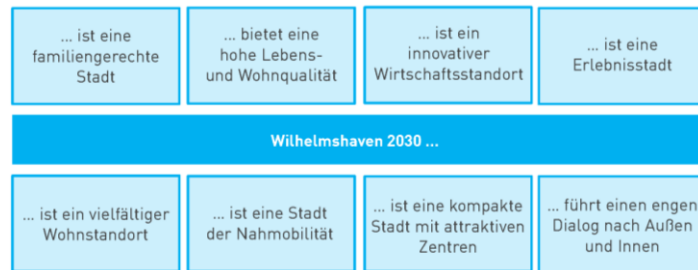 ... ist eine
familiengerechte
Stadt
... bietet eine
hohe Lebens-
und Wohnqualität
... ist ein
innovativer
Wirtschaftsstandort
... ist eine
Erlebnisstadt
Wilhelmshaven 2030 ...
... ist ein vielfältiger
Wohnstandort
... ist eine Stadt
der Nahmobilität
... ist eine kompakte
Stadt mit attraktiven
Zentren
... führt einen engen
Dialog nach Außen
und Innen